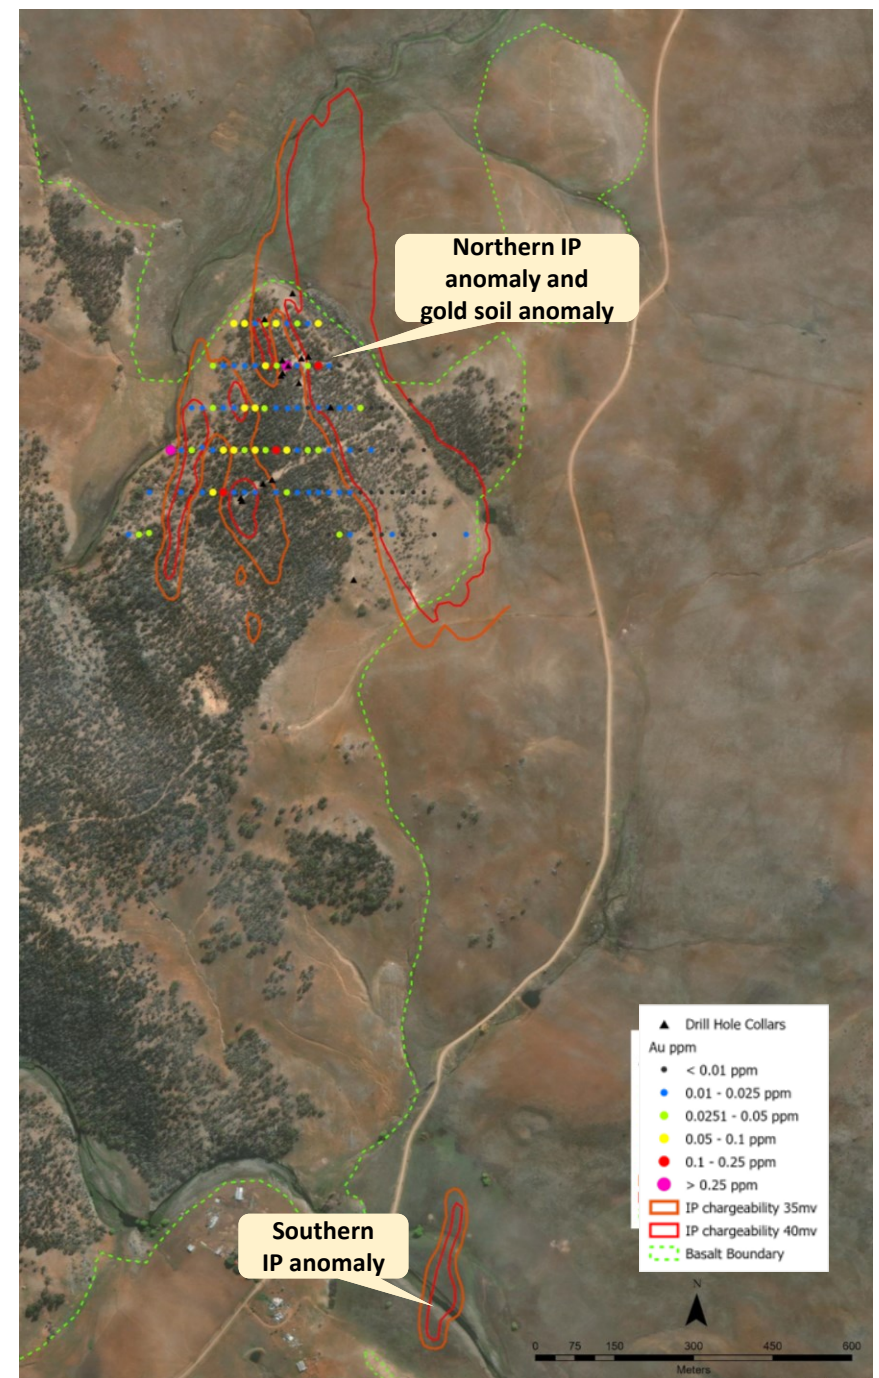 Northern IP
anomaly and
gold soil anomaly
Southern
IP anomaly
Drill Hole Collars
Au ppm
< 0.01 ppm
0.01 - 0.025 ppm
0.0251 - 0.05 ppm
0.05 - 0.1 ppm
0.1 - 0.25 ppm
> 0.25 ppm
IP chargeability 35mv
IP chargeability 40mv
Basalt Boundary
N
0 75 150 300 450 600
Meters